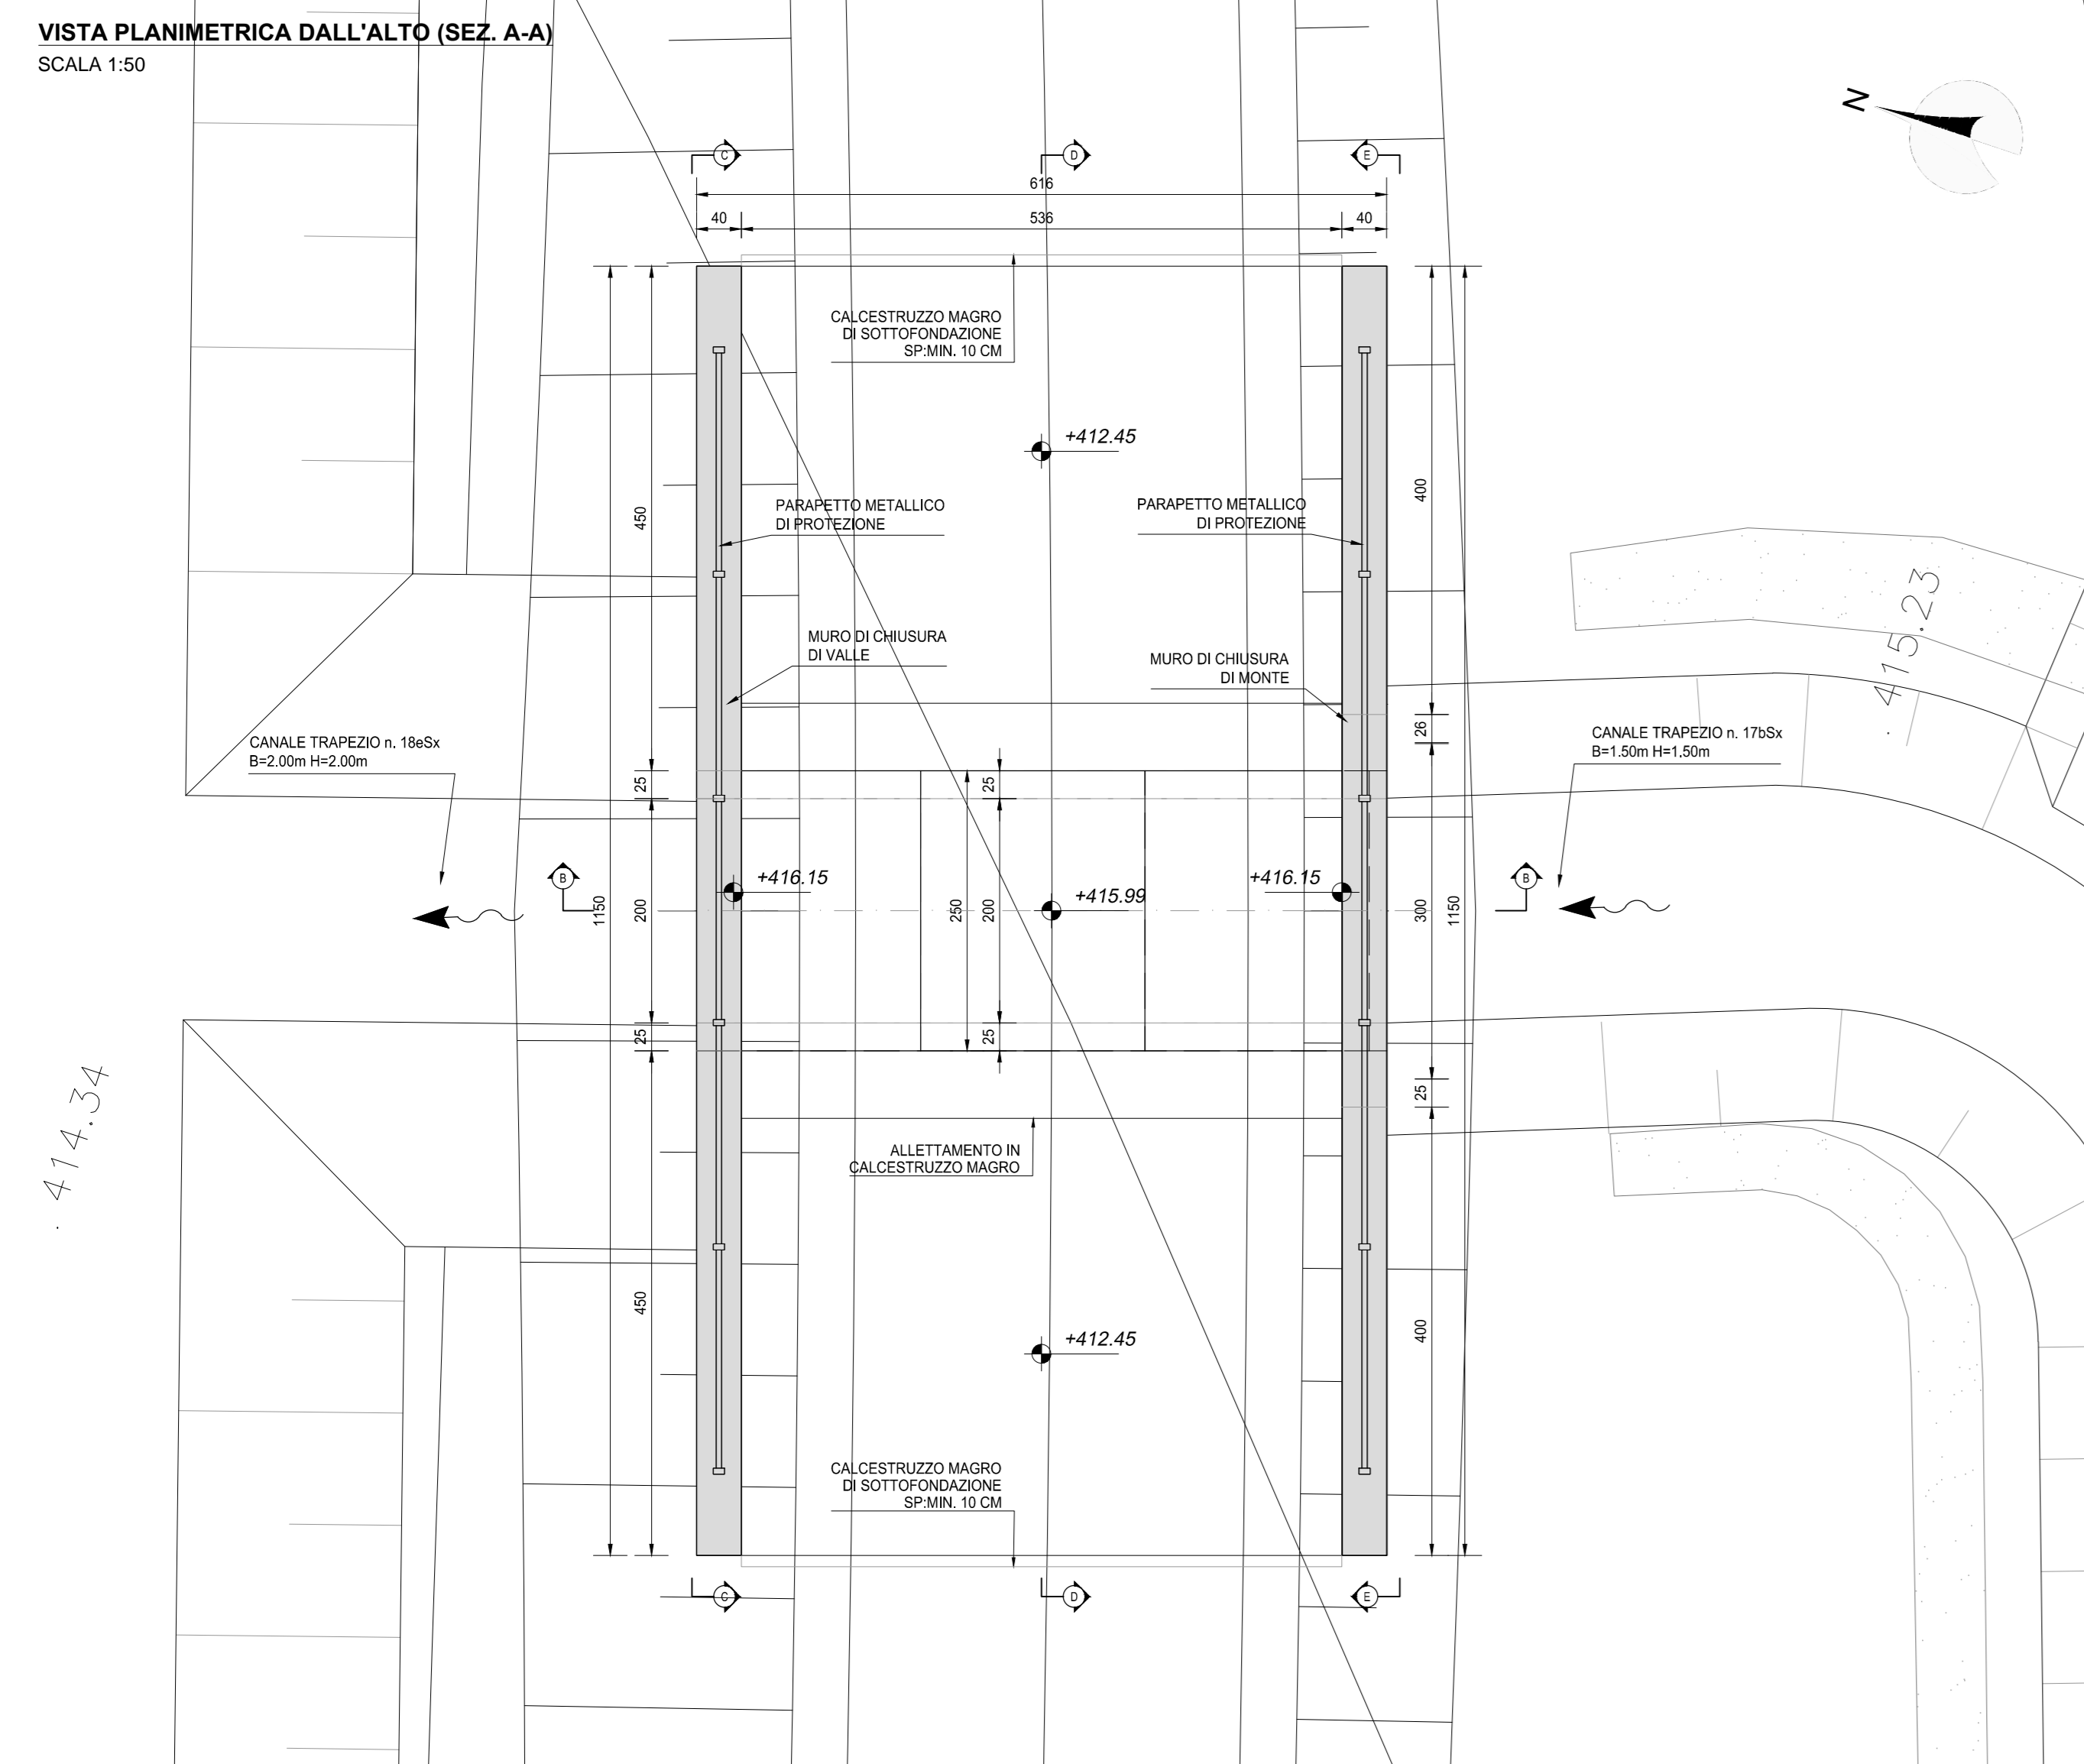 VISTA PLANIMETRICA DALL'ALTO (SEZ. A-A)
SCALA 1:50
N
C
D
E
616
40
536
40
CALCESTRUZZO MAGRO
DI SOTTOFONDAZIONE
SP:MIN. 10 CM
+412.45
450
400
PARAPETTO METALLICO
DI PROTEZIONE
PARAPETTO METALLICO
DI PROTEZIONE
415.23
MURO DI CHIUSURA
DI VALLE
MURO DI CHIUSURA
DI MONTE
26
CANALE TRAPEZIO n. 18eSx
B=2.00m H=2.00m
CANALE TRAPEZIO n. 17bSx
B=1.50m H=1,50m
25
25
B
+416.15
+415.99
+416.15
B
1150
200
250
200
300
1150
25
25
25
414.34
ALLETTAMENTO IN
CALCESTRUZZO MAGRO
450
+412.45
400
CALCESTRUZZO MAGRO
DI SOTTOFONDAZIONE
SP:MIN. 10 CM
C
D
E